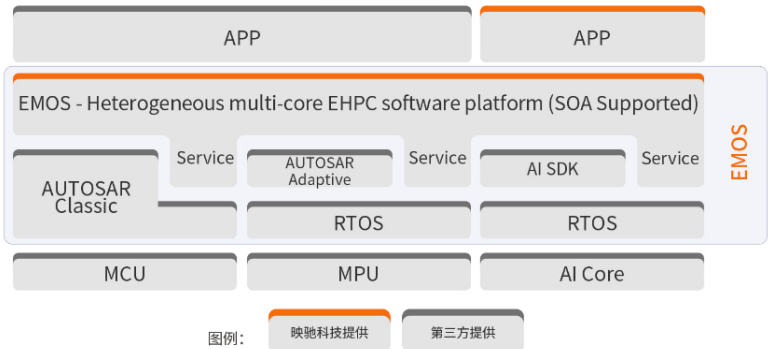 APP
APP
EMOS - Heterogeneous multi-core EHPC software platform (SOA Supported)
EMOS
Service
Service
Service
AUTOSAR
Classic
AUTOSAR
Adaptive
AI SDK
RTOS
RTOS
MCU
MPU
AI Core
图例：
映驰科技提供
第三方提供